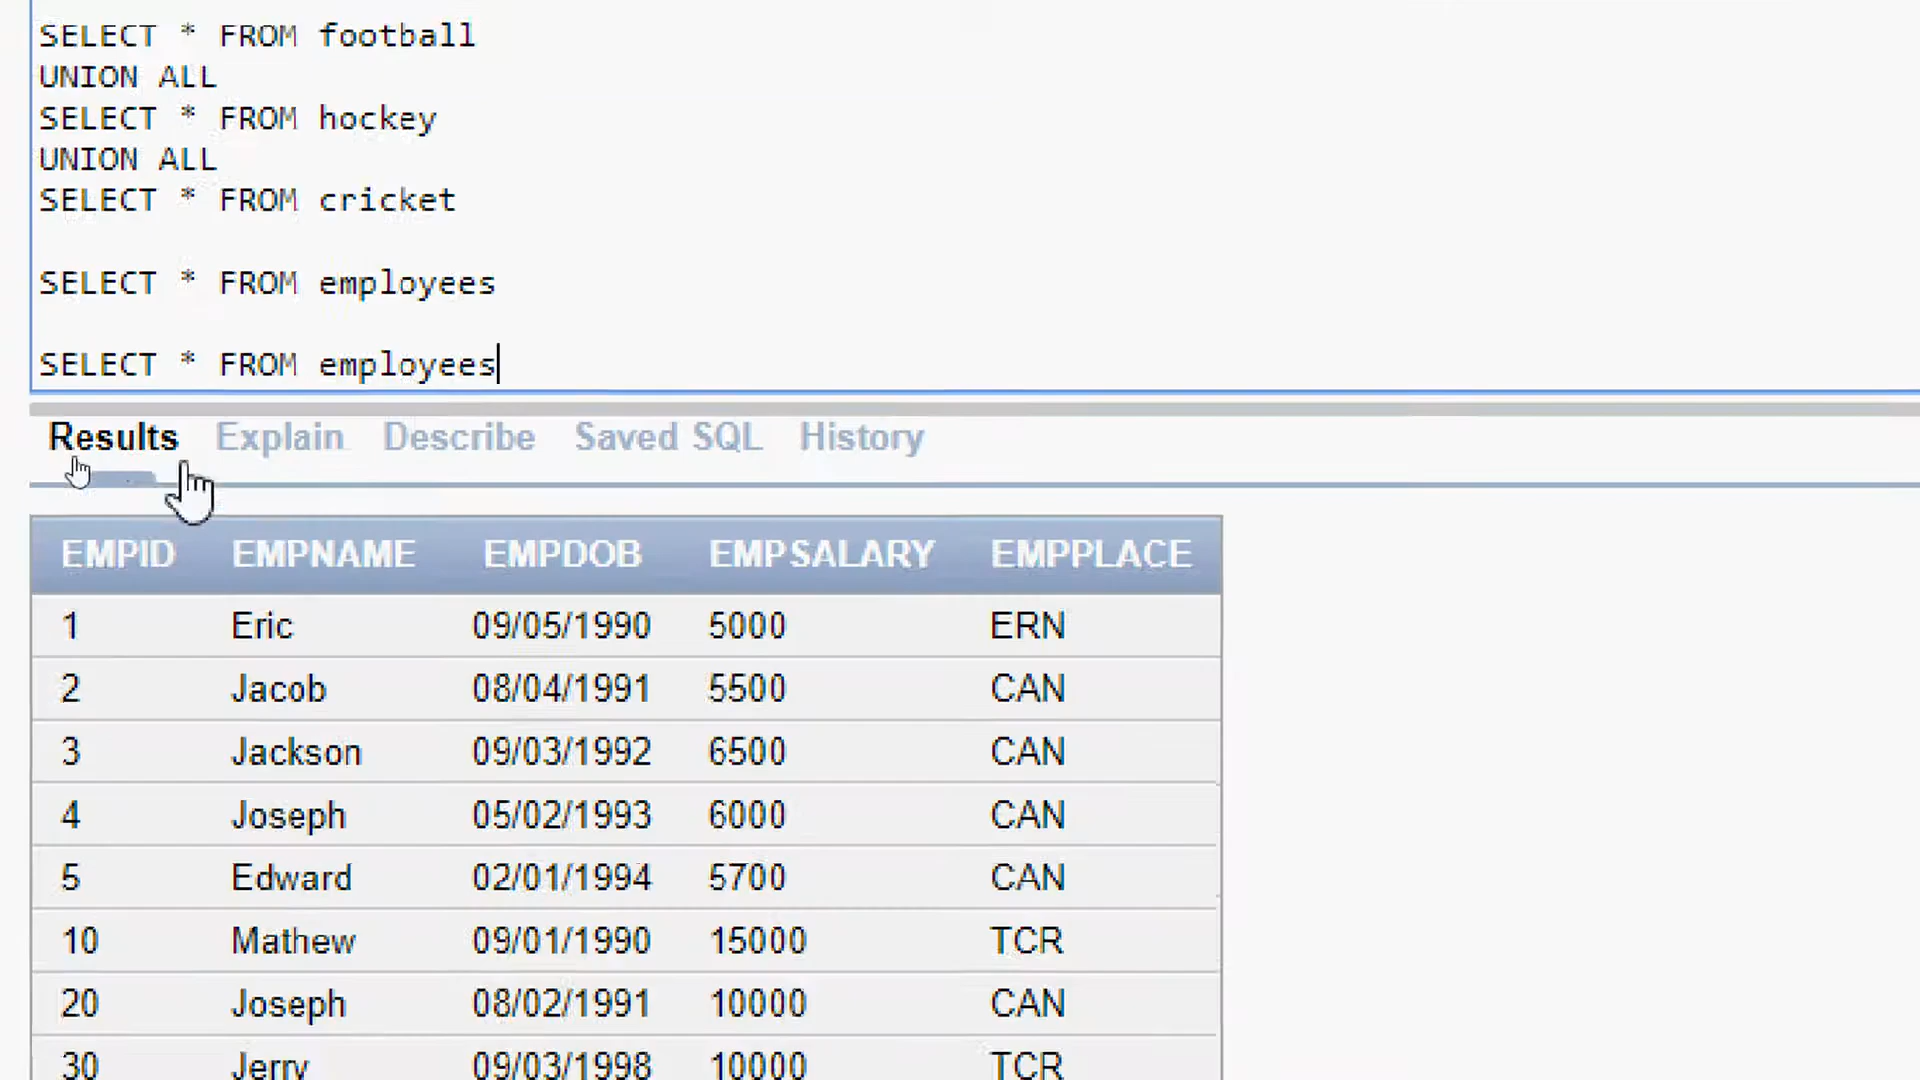 SELECT * FROM football
UNION ALL
SELECT * FROM hockey
UNION ALL
SELECT * FROM cricket
SELECT * FROM employees
SELECT * FROM employees
Results Explain Describe Saved SQL History
EMPID EMPNAME EMPDOB EMPSALARY EMPPLACE
1 Eric 09/05/1990 5000 ERN
2 Jacob 08/04/1991 5500 CAN
3 Jackson 09/03/1992 6500 CAN
4 Joseph 05/02/1993 6000 CAN
5 Edward 02/01/1994 5700 CAN
10 Mathew 09/01/1990 15000 TCR
20 Joseph 08/02/1991 10000 CAN
30 Jerry 09/03/1998 10000 TCR